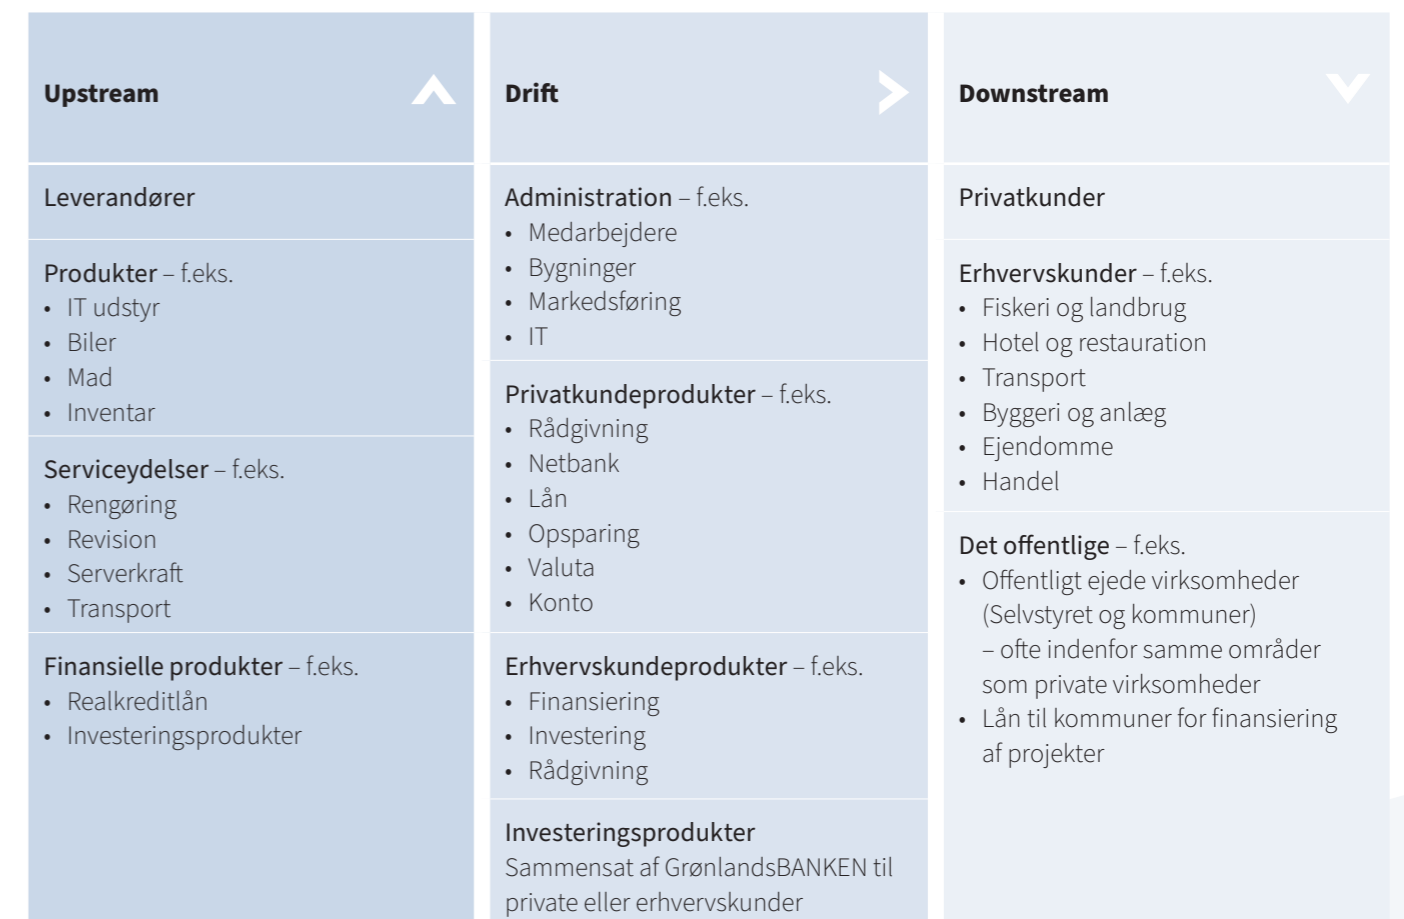 Upstream
Leverandører
Produkter – f.eks.
• IT udstyr
• Biler
• Mad
• Inventar
Serviceydelser – f.eks.
• Rengøring
• Revision
• Serverkraft
• Transport
Finansielle produkter – f.eks.
• Realkreditlån
• Investeringsprodukter
Drift
Administration – f.eks.
• Medarbejdere
• Bygninger
• Markedsføring
• IT
Privatkundeprodukter – f.eks.
• Rådgivning
• Netbank
• Lån
• Opsparing
• Valuta
• Konto
Erhvervskundeprodukter – f.eks.
• Finansiering
• Investering
• Rådgivning
Investeringsprodukter
Sammensat af GrønlandsBANKEN til
private eller erhvervskunder
Downstream
Privatkunder
Erhvervskunder – f.eks.
• Fiskeri og landbrug
• Hotel og restauration
• Transport
• Byggeri og anlæg
• Ejendomme
• Handel
Det offentlige – f.eks.
• Offentligt ejede virksomheder
(Selvstyret og kommuner)
– ofte indenfor samme områder
som private virksomheder
• Lån til kommuner for finansiering
af projekter